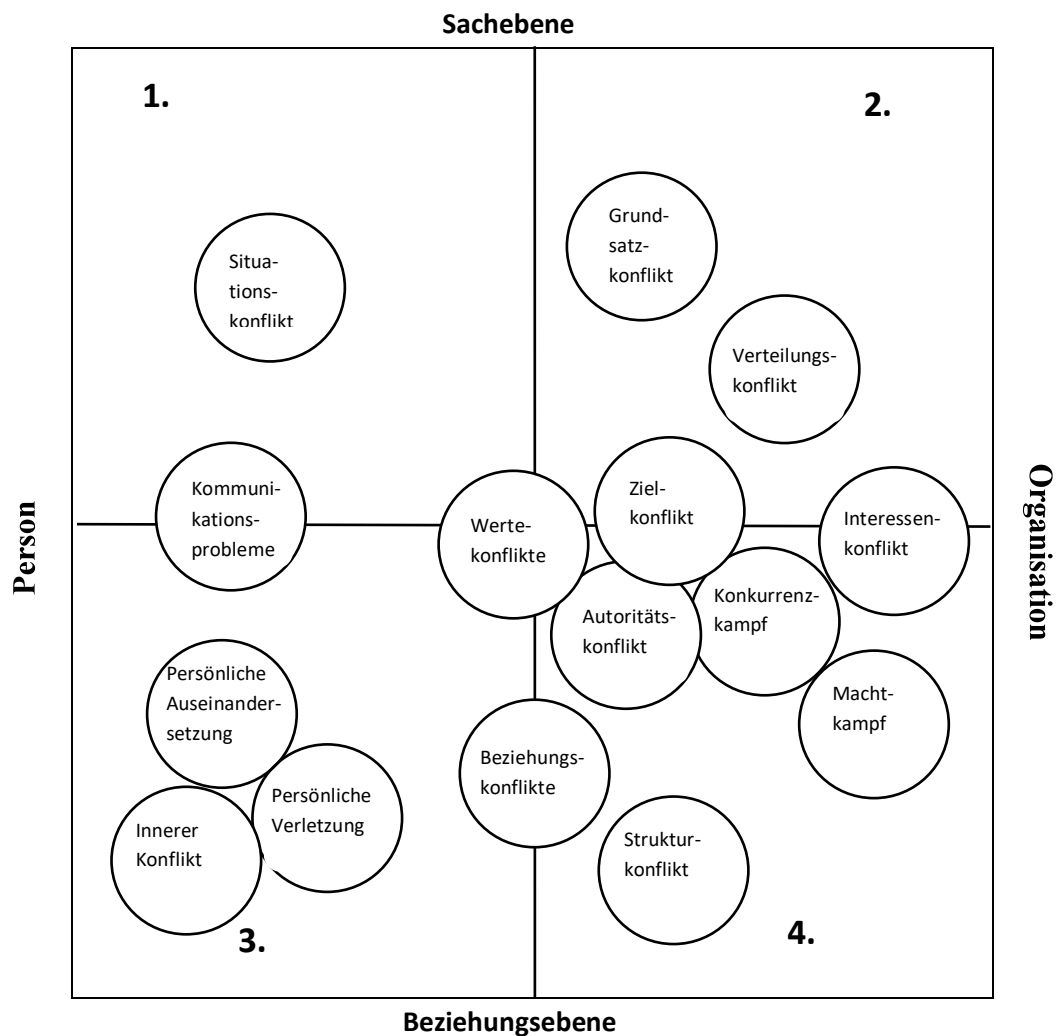 Sachebene
1.
2.
Grund-
satz-
konflikt
Situa-
tions-
konflikt
Verteilungs-
konflikt
Person
Organisation
Kommuni-
kations-
probleme
Werte-
konflikte
Ziel-
konflikt
Interessen-
konflikt
Autoritäts-
konflikt
Konkurrenz-
kampf
Persönliche
Auseinander-
setzung
Macht-
kampf
Beziehungs-
konflikte
Persönliche
Verletzung
Innerer
Konflikt
Struktur-
konflikt
3.
4.
Beziehungsebene